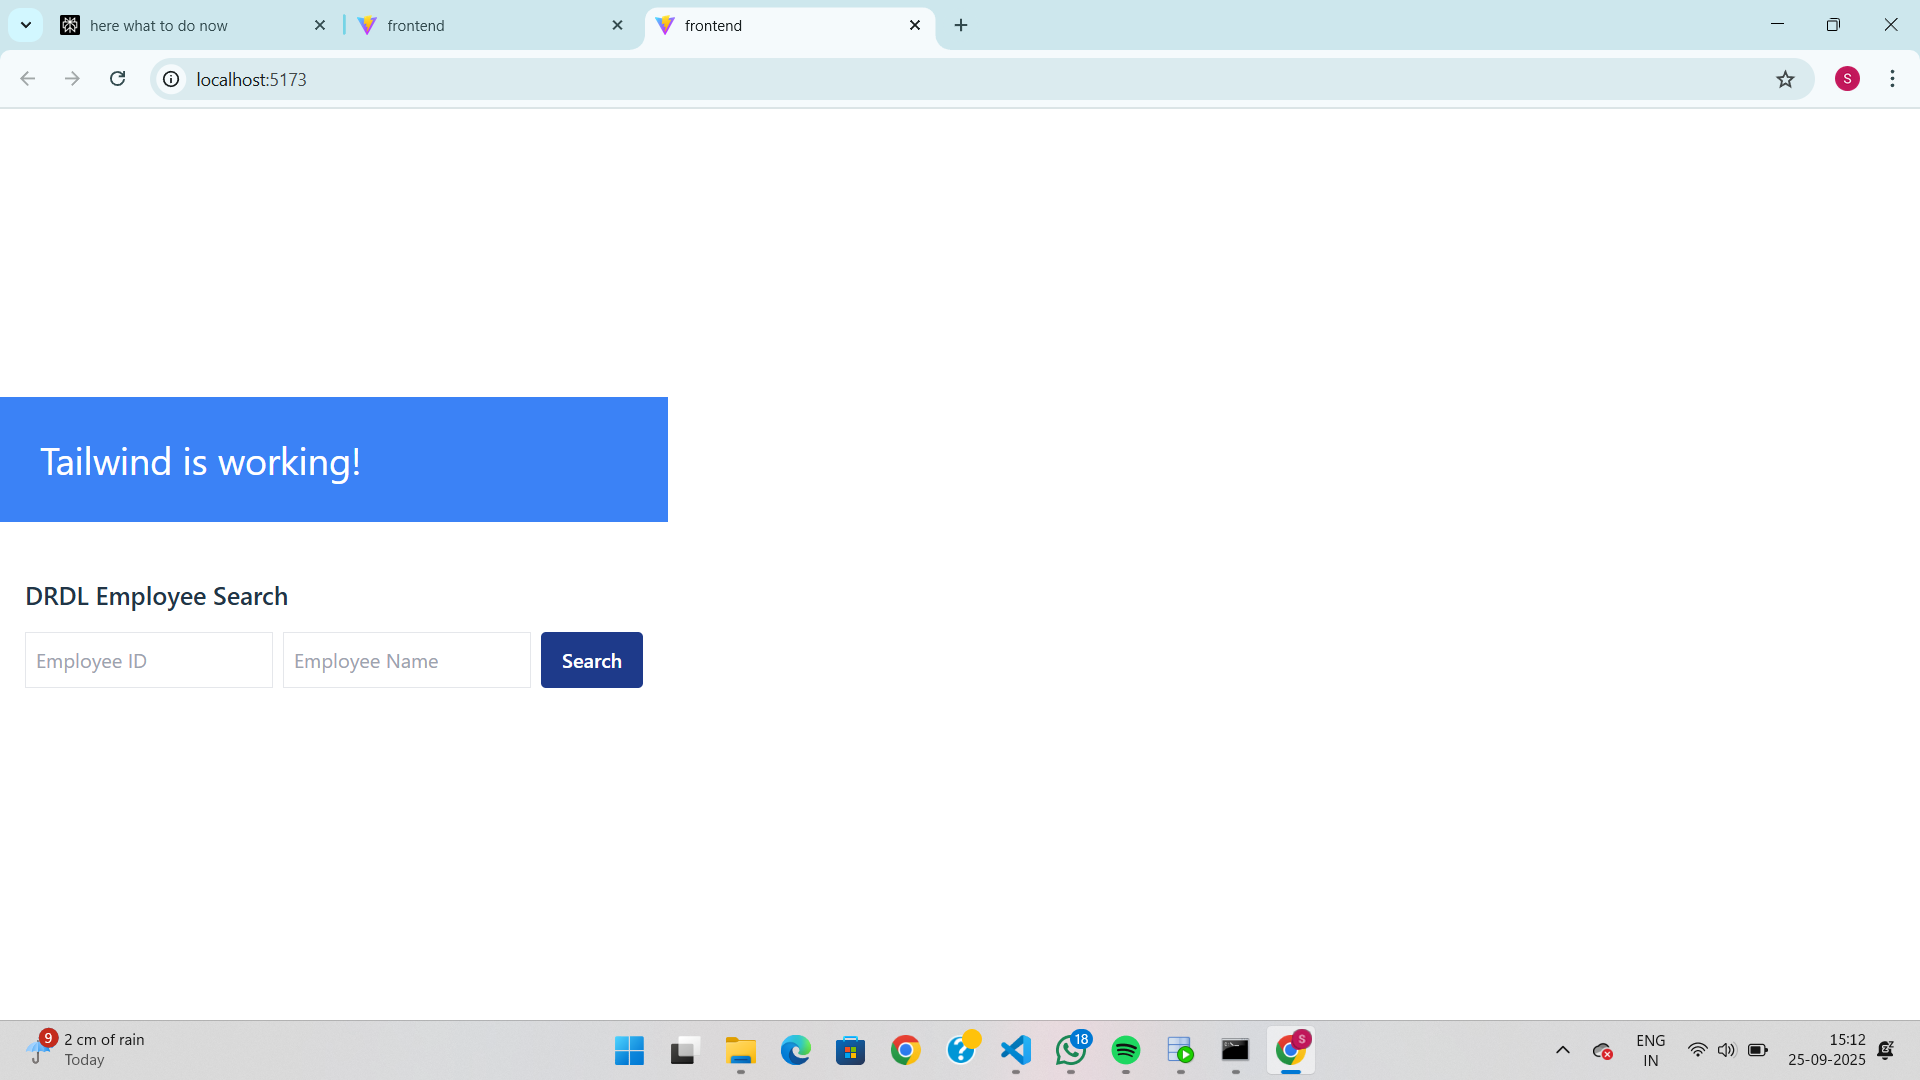 here what to do now
frontend
frontend
localhost:5173
S
Tailwind is working!
DRDL Employee Search
Employee ID
Employee Name
Search
9
2 cm of rain
Today
18
S
ENG
IN
15:12
25-09-2025